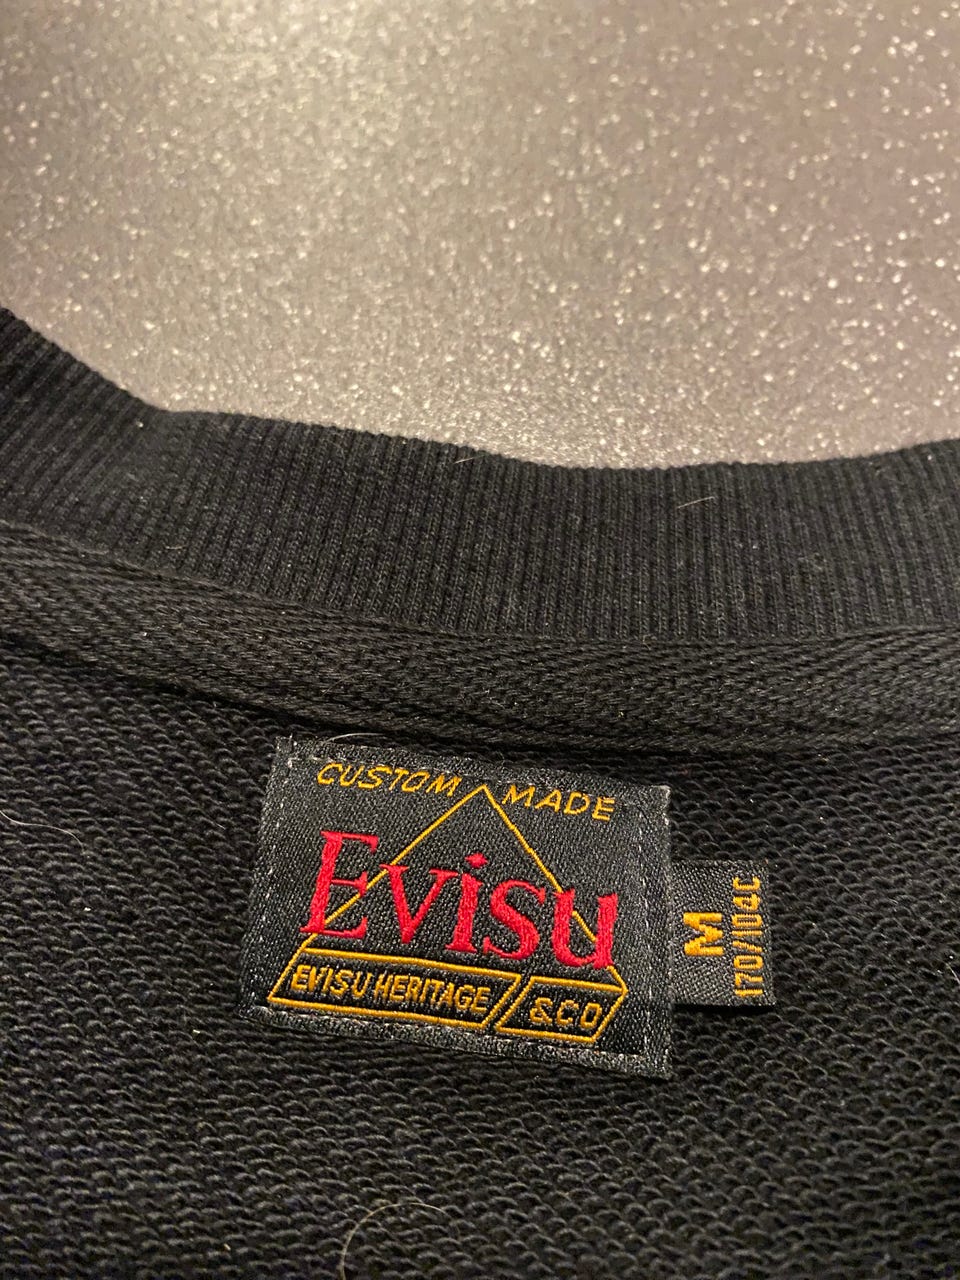 CUSTOM MADE
Evisu
EVISU HERITAGE &CO
M
170/104C